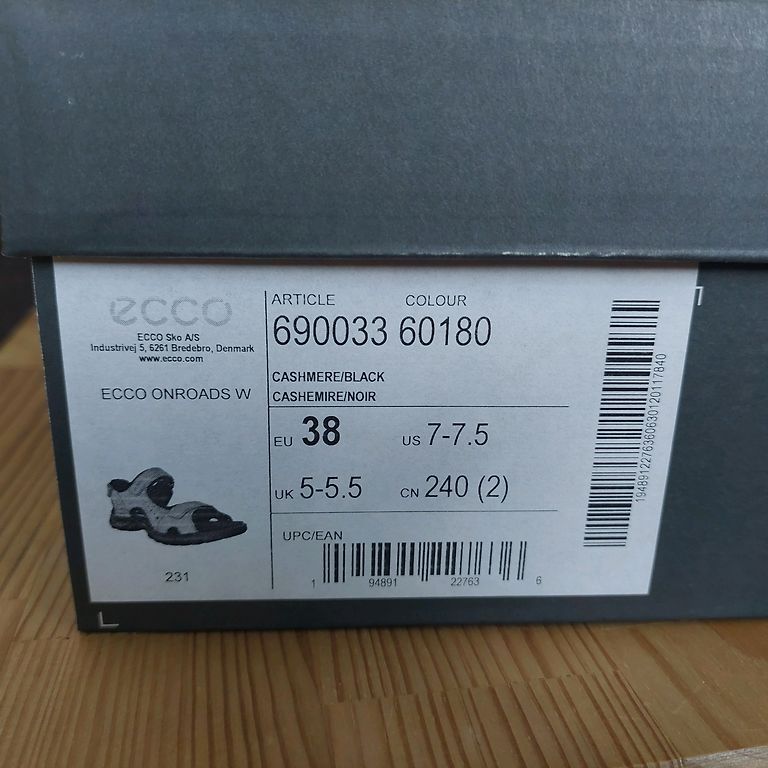 ecco
ECCO Sko A/S
Industrivej 5, 6261 Bredebro, Denmark
www.ecco.com
ECCO ONROADS W
231
ARTICLE COLOUR
690033 60180
CASHMERE/BLACK
CASHEMIRE/NOIR
EU 38 US 7-7.5
UK 5-5.5 CN 240 (2)
UPC/EAN
1 94891 22763 6
1948912276360630120117840